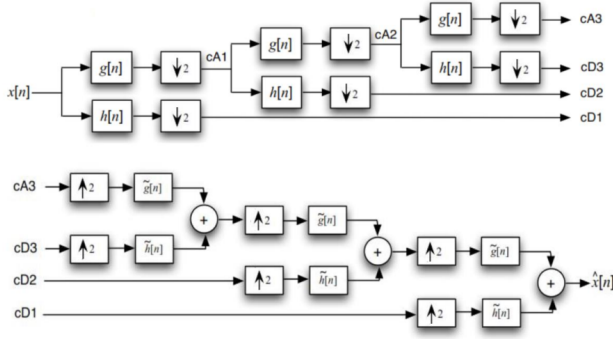 g[n] ↓2 cA3
cA2
g[n] ↓2
cA1
g[n] ↓2 h[n] ↓2 cD3
x[n]
h[n] ↓2 cD2
h[n] ↓2 cD1
cA3 ↑2 g̃[n]
+ ↑2 g̃[n]
cD3 ↑2 h̃[n]
+ ↑2 g̃[n]
cD2 ↑2 h̃[n]
+ x̂[n]
cD1 ↑2 h̃[n]